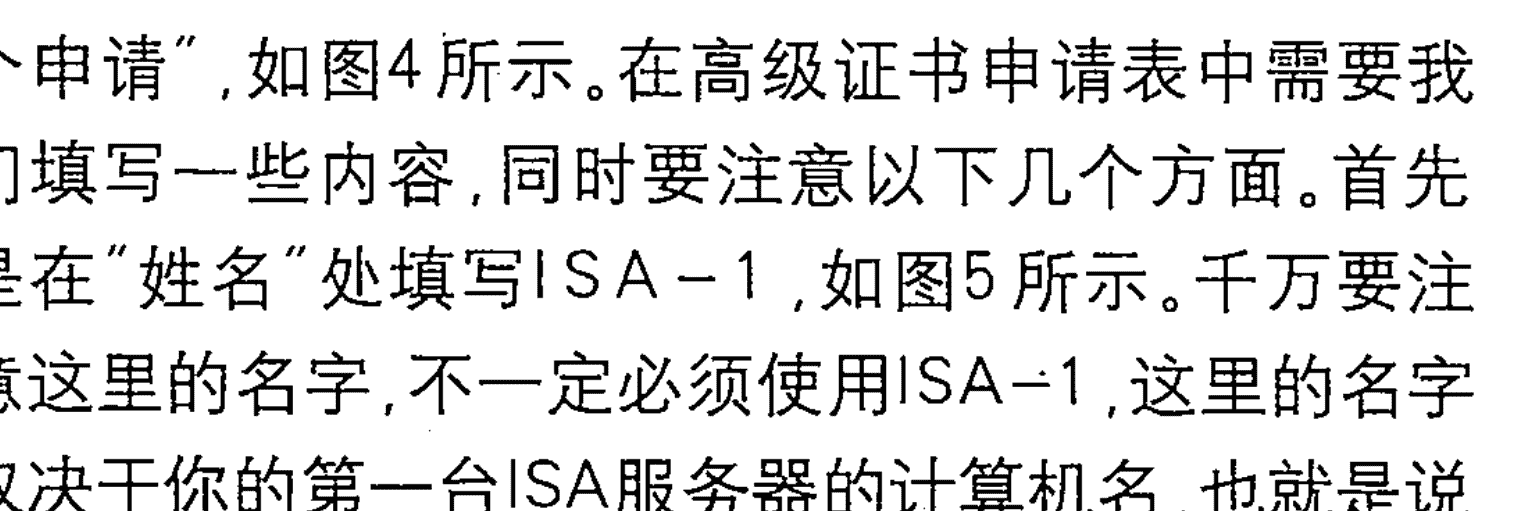 个申请”,如图4所示。在高级证书申请表中需要我
们填写一些内容,同时要注意以下几个方面。首先
是在“姓名”处填写ISA-1,如图5所示。千万要注
意这里的名字,不一定必须使用ISA-1,这里的名字
取决于你的第一台ISA服务器的计算机名,也就是说